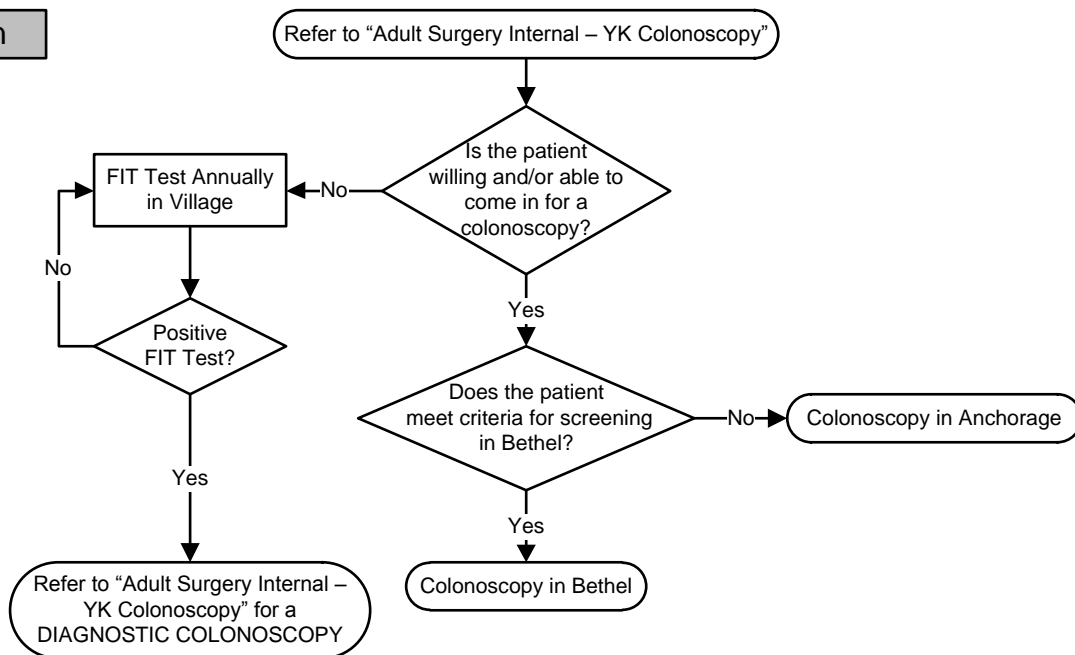 Refer to “Adult Surgery Internal – YK Colonoscopy”
Is the patient
willing and/or able to
come in for a
colonoscopy?
No
FIT Test Annually
in Village
No
Positive
FIT Test?
Yes
Refer to “Adult Surgery Internal –
YK Colonoscopy” for a
DIAGNOSTIC COLONOSCOPY
Yes
Does the patient
meet criteria for screening
in Bethel?
No
Colonoscopy in Anchorage
Yes
Colonoscopy in Bethel